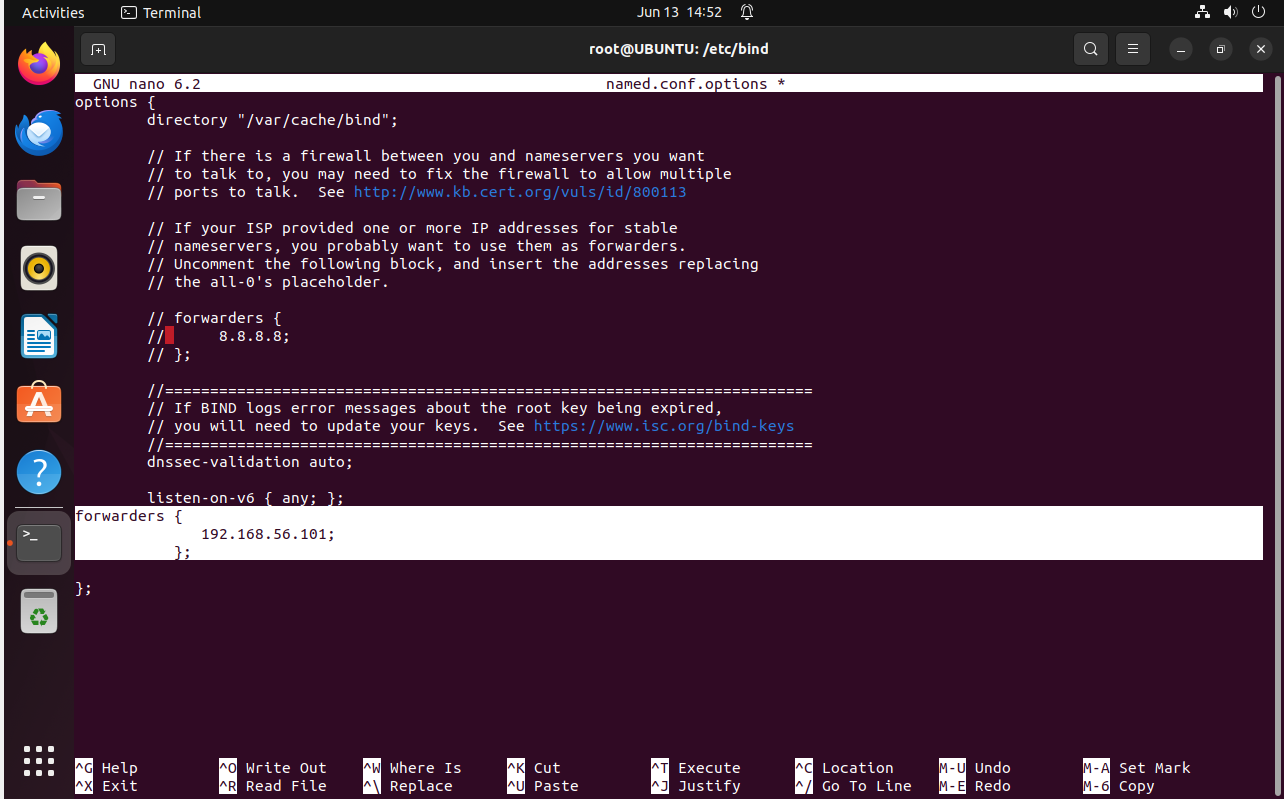 Activities Terminal Jun 13 14:52
root@UBUNTU: /etc/bind
GNU nano 6.2 named.conf.options *
options {
        directory "/var/cache/bind";

        // If there is a firewall between you and nameservers you want
        // to talk to, you may need to fix the firewall to allow multiple
        // ports to talk.  See http://www.kb.cert.org/vuls/id/800113

        // If your ISP provided one or more IP addresses for stable
        // nameservers, you probably want to use them as forwarders.
        // Uncomment the following block, and insert the addresses replacing
        // the all-0's placeholder.

        // forwarders {
        //      8.8.8.8;
        // };

        //========================================================================
        // If BIND logs error messages about the root key being expired,
        // you will need to update your keys.  See https://www.isc.org/bind-keys
        //========================================================================
        dnssec-validation auto;

        listen-on-v6 { any; };
forwarders {
              192.168.56.101;
           };

};
^G Help ^O Write Out ^W Where Is ^K Cut ^T Execute ^C Location M-U Undo M-A Set Mark
^X Exit ^R Read File ^\ Replace ^U Paste ^J Justify ^/ Go To Line M-E Redo M-6 Copy